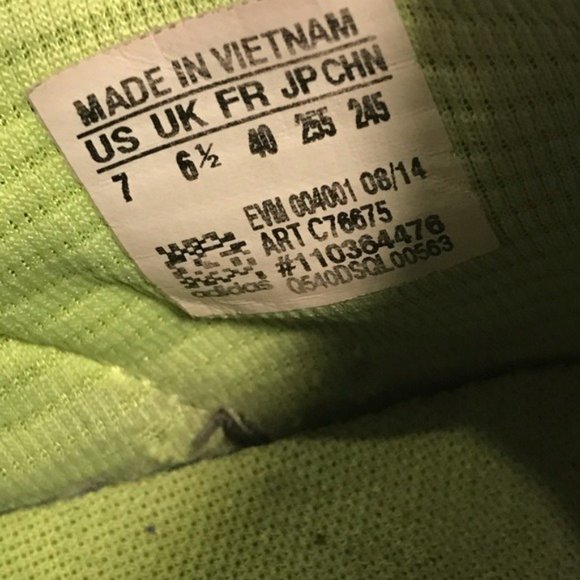 MADE IN VIETNAM
US UK FR JP CHN
7 6½ 40 255 245
EVM 004001 08/14
ART C76675
#110364476
adidas Q540DSQL00563